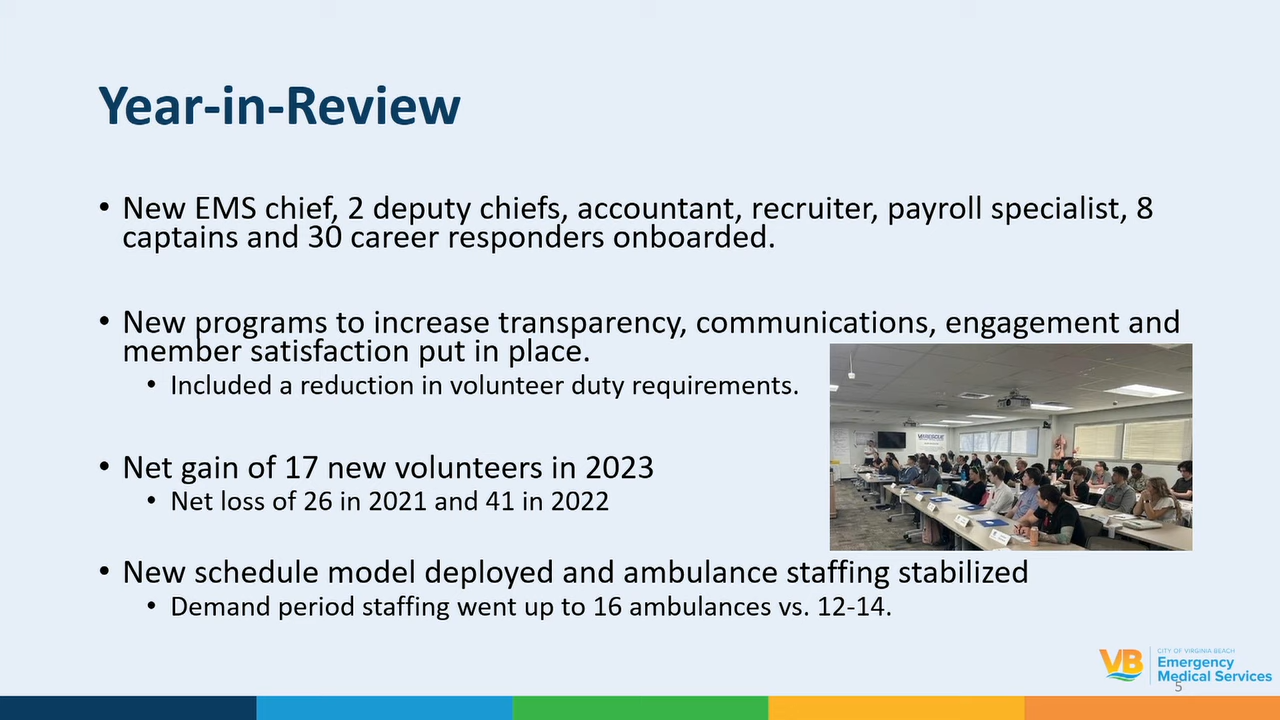 Year-in-Review
• New EMS chief, 2 deputy chiefs, accountant, recruiter, payroll specialist, 8
captains and 30 career responders onboarded.
• New programs to increase transparency, communications, engagement and
member satisfaction put in place.
• Included a reduction in volunteer duty requirements.
• Net gain of 17 new volunteers in 2023
• Net loss of 26 in 2021 and 41 in 2022
• New schedule model deployed and ambulance staffing stabilized
• Demand period staffing went up to 16 ambulances vs. 12-14.
VB
CITY OF VIRGINIA BEACH
Emergency
Medical Services
5